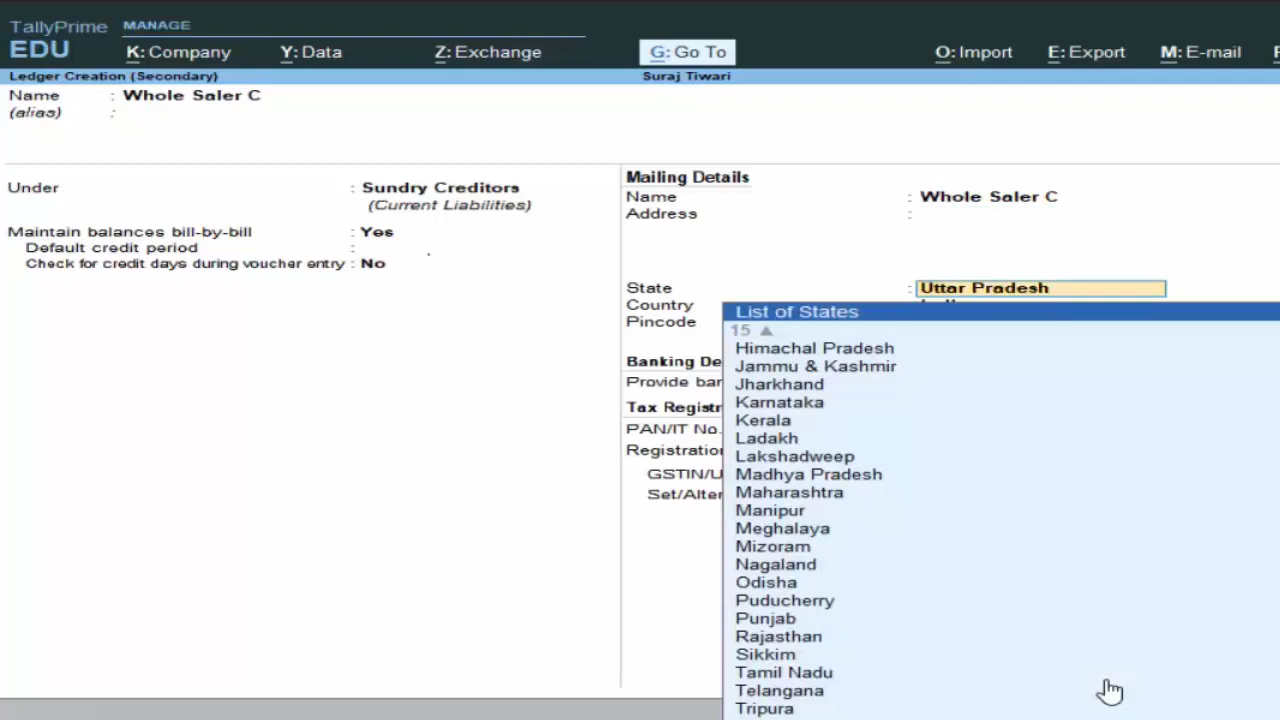 TallyPrime MANAGE
EDU K: Company Y: Data Z: Exchange G: Go To O: Import E: Export M: E-mail
Ledger Creation (Secondary) Suraj Tiwari
Name : Whole Saler C
(alias) :
Under : Sundry Creditors
(Current Liabilities)
Maintain balances bill-by-bill : Yes
Default credit period :
Check for credit days during voucher entry : No
Mailing Details
Name : Whole Saler C
Address :
State : Uttar Pradesh
Country
Pincode
Banking De
Provide ban
Tax Registr
PAN/IT No.
Registration
GSTIN/U
Set/Alter
List of States
15 ▲
Himachal Pradesh
Jammu & Kashmir
Jharkhand
Karnataka
Kerala
Ladakh
Lakshadweep
Madhya Pradesh
Maharashtra
Manipur
Meghalaya
Mizoram
Nagaland
Odisha
Puducherry
Punjab
Rajasthan
Sikkim
Tamil Nadu
Telangana
Tripura